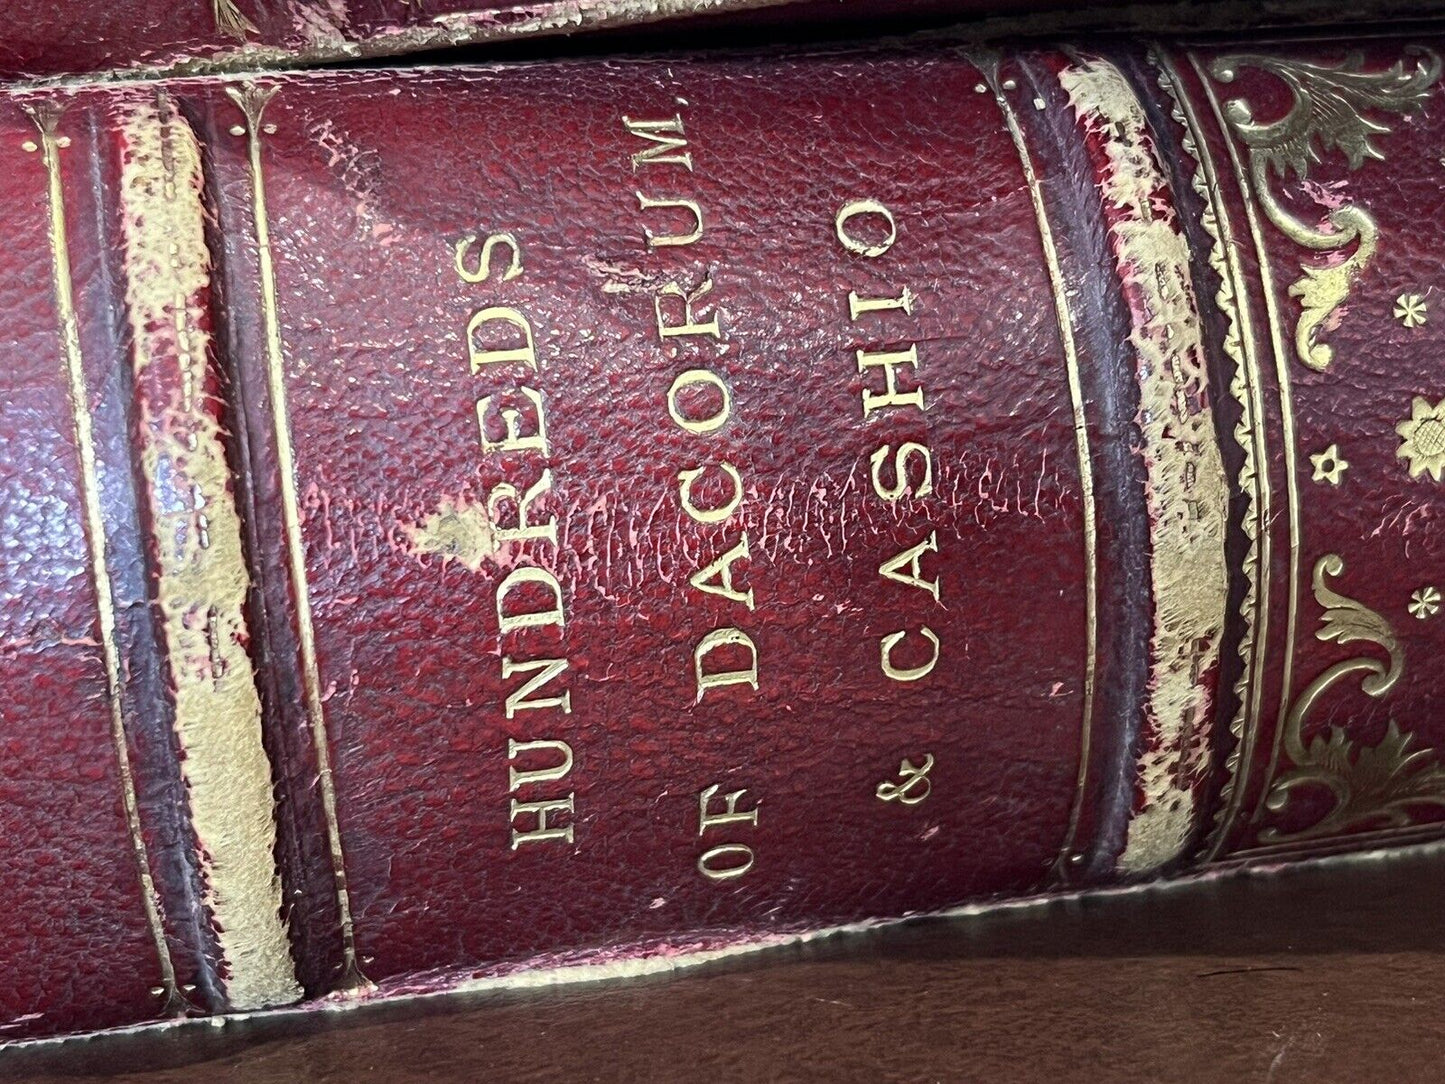 HUNDREDS
OF DACORUM.
& CASHIO